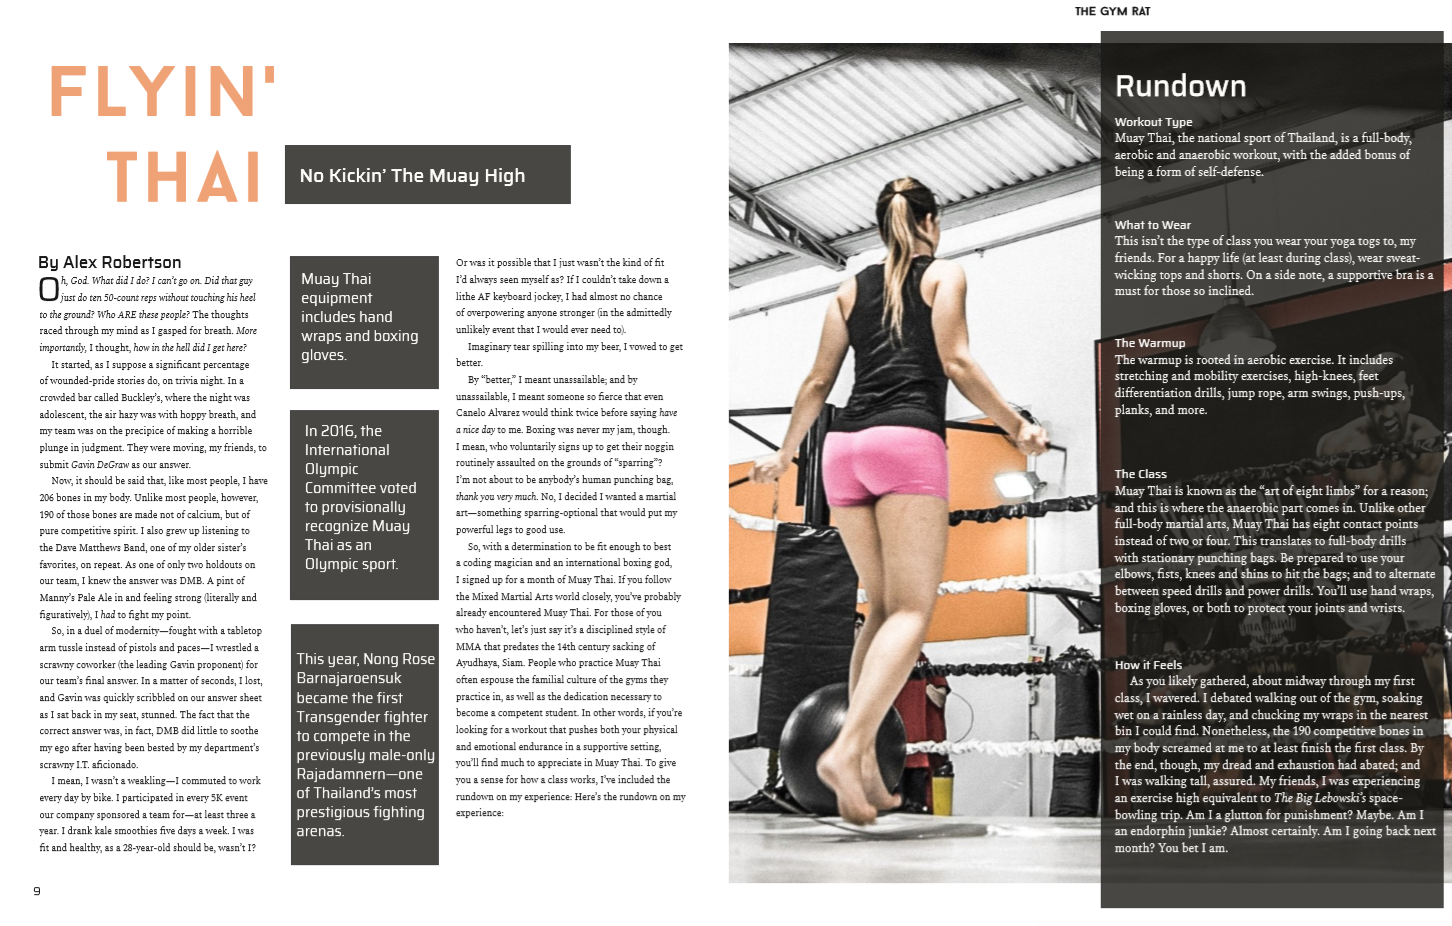 THE GYM RAT
FLYIN'
THAI
No Kickin' The Muay High
By Alex Robertson
Oh, God. What did I do? I can't go on. Did that guy
just do ten 50-count reps without touching his heel
to the ground? Who ARE these people? The thoughts
raced through my mind as I gasped for breath. More
importantly, I thought, how in the hell did I get here?
It started, as I suppose a significant percentage
of wounded-pride stories do, on trivia night. In a
crowded bar called Buckley's, where the night was
adolescent, the air hazy was with hoppy breath, and
my team was on the precipice of making a horrible
plunge in judgment. They were moving, my friends, to
submit Gavin DeGraw as our answer.
Now, it should be said that, like most people, I have
206 bones in my body. Unlike most people, however,
190 of those bones are made not of calcium, but of
pure competitive spirit. I also grew up listening to
the Dave Matthews Band, one of my older sister's
favorites, on repeat. As one of only two holdouts on
our team, I knew the answer was DMB. A pint of
Manny's Pale Ale in and feeling strong (literally and
figuratively), I had to fight my point.
So, in a duel of modernity—fought with a tabletop
arm tussle instead of pistols and paces—I wrestled a
scrawny coworker (the leading Gavin proponent) for
our team's final answer. In a matter of seconds, I lost,
and Gavin was quickly scribbled on our answer sheet
as I sat back in my seat, stunned. The fact that the
correct answer was, in fact, DMB did little to soothe
my ego after having been bested by my department's
scrawny I.T. aficionado.
I mean, I wasn't a weakling—I commuted to work
every day by bike. I participated in every 5K event
our company sponsored a team for—at least three a
year. I drank kale smoothies five days a week. I was
fit and healthy, as a 28-year-old should be, wasn't I?
Muay Thai
equipment
includes hand
wraps and boxing
gloves.
In 2016, the
International
Olympic
Committee voted
to provisionally
recognize Muay
Thai as an
Olympic sport.
This year, Nong Rose
Barnajaroensuk
became the first
Transgender fighter
to compete in the
previously male-only
Rajadamnern—one
of Thailand's most
prestigious fighting
arenas.
Or was it possible that I just wasn't the kind of fit
I'd always seen myself as? If I couldn't take down a
lithe AF keyboard jockey, I had almost no chance
of overpowering anyone stronger (in the admittedly
unlikely event that I would ever need to).
Imaginary tear spilling into my beer, I vowed to get
better.
By “better,” I meant unassailable; and by
unassailable, I meant someone so fierce that even
Canelo Alvarez would think twice before saying have
a nice day to me. Boxing was never my jam, though.
I mean, who voluntarily signs up to get their noggin
routinely assaulted on the grounds of “sparring”?
I'm not about to be anybody's human punching bag,
thank you very much. No, I decided I wanted a martial
art—something sparring-optional that would put my
powerful legs to good use.
So, with a determination to be fit enough to best
a coding magician and an international boxing god,
I signed up for a month of Muay Thai. If you follow
the Mixed Martial Arts world closely, you've probably
already encountered Muay Thai. For those of you
who haven't, let's just say it's a disciplined style of
MMA that predates the 14th century sacking of
Ayudhaya, Siam. People who practice Muay Thai
often espouse the familial culture of the gyms they
practice in, as well as the dedication necessary to
become a competent student. In other words, if you're
looking for a workout that pushes both your physical
and emotional endurance in a supportive setting,
you'll find much to appreciate in Muay Thai. To give
you a sense for how a class works, I've included the
rundown on my experience: Here's the rundown on my
experience:
9
Rundown
Workout Type
Muay Thai, the national sport of Thailand, is a full-body,
aerobic and anaerobic workout, with the added bonus of
being a form of self-defense.
What to Wear
This isn't the type of class you wear your yoga togs to, my
friends. For a happy life (at least during class), wear sweat-
wicking tops and shorts. On a side note, a supportive bra is a
must for those so inclined.
The Warmup
The warmup is rooted in aerobic exercise. It includes
stretching and mobility exercises, high-knees, feet
differentiation drills, jump rope, arm swings, push-ups,
planks, and more.
The Class
Muay Thai is known as the “art of eight limbs” for a reason;
and this is where the anaerobic part comes in. Unlike other
full-body martial arts, Muay Thai has eight contact points
instead of two or four. This translates to full-body drills
with stationary punching bags. Be prepared to use your
elbows, fists, knees and shins to hit the bags; and to alternate
between speed drills and power drills. You'll use hand wraps,
boxing gloves, or both to protect your joints and wrists.
How it Feels
As you likely gathered, about midway through my first
class, I wavered. I debated walking out of the gym, soaking
wet on a rainless day, and chucking my wraps in the nearest
bin I could find. Nonetheless, the 190 competitive bones in
my body screamed at me to at least finish the first class. By
the end, though, my dread and exhaustion had abated; and
I was walking tall, assured. My friends, I was experiencing
an exercise high equivalent to The Big Lebowski's space-
bowling trip. Am I a glutton for punishment? Maybe. Am I
an endorphin junkie? Almost certainly. Am I going back next
month? You bet I am.